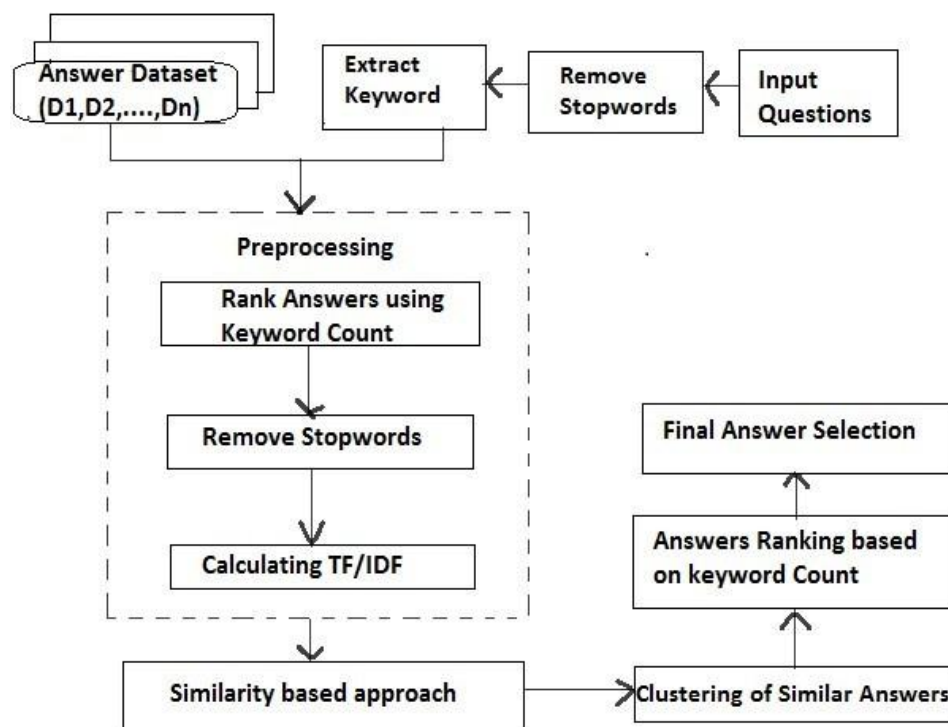 Answer Dataset
(D1,D2,....,Dn)
Extract
Keyword
Remove
Stopwords
Input
Questions
Preprocessing
Rank Answers using
Keyword Count
Remove Stopwords
Calculating TF/IDF
Similarity based approach
Final Answer Selection
Answers Ranking based
on keyword Count
Clustering of Similar Answers